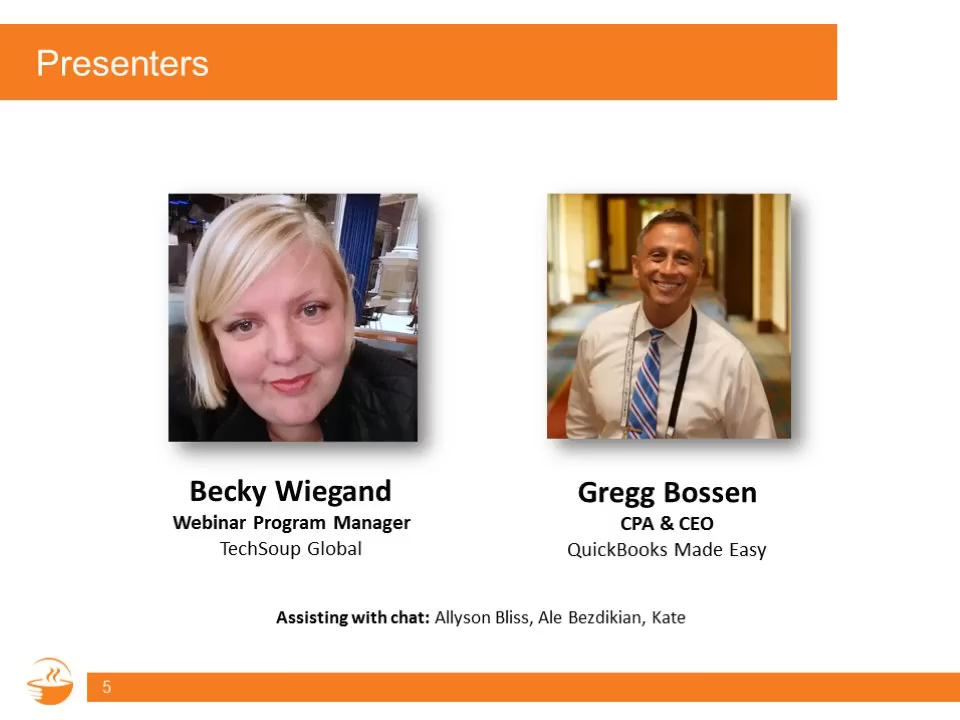 Presenters
Becky Wiegand
Webinar Program Manager
TechSoup Global
Gregg Bossen
CPA & CEO
QuickBooks Made Easy
Assisting with chat: Allyson Bliss, Ale Bezdikian, Kate
5